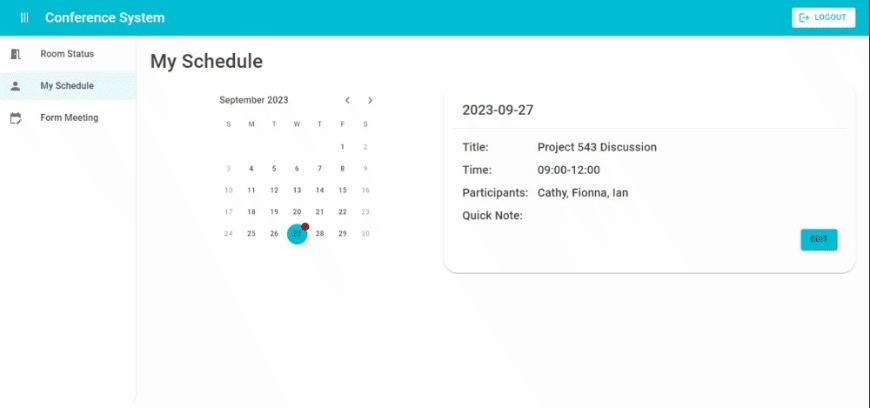 Conference System
LOGOUT
Room Status
My Schedule
Form Meeting
My Schedule
September 2023
S M T W T F S
1 2
3 4 5 6 7 8 9
10 11 12 13 14 15 16
17 18 19 20 21 22 23
24 25 26 27 28 29 30
2023-09-27
Title: Project 543 Discussion
Time: 09:00-12:00
Participants: Cathy, Fionna, Ian
Quick Note:
EDIT